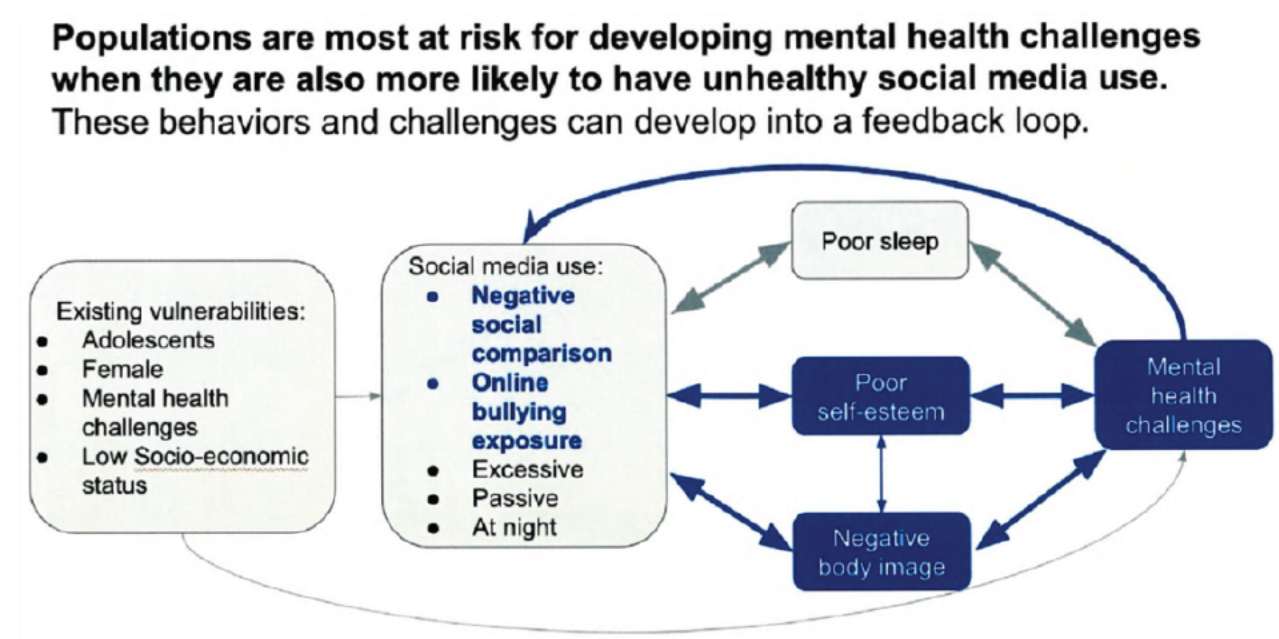 Populations are most at risk for developing mental health challenges
when they are also more likely to have unhealthy social media use.
These behaviors and challenges can develop into a feedback loop.
Existing vulnerabilities:
• Adolescents
• Female
• Mental health
challenges
• Low Socio-economic
status
Social media use:
• Negative
social
comparison
• Online
bullying
exposure
• Excessive
• Passive
• At night
Poor sleep
Poor
self-esteem
Negative
body image
Mental
health
challenges